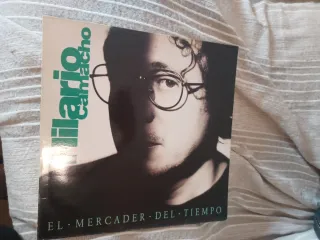 Hilario
camacho
EL · MERCADER · DEL · TIEMPO